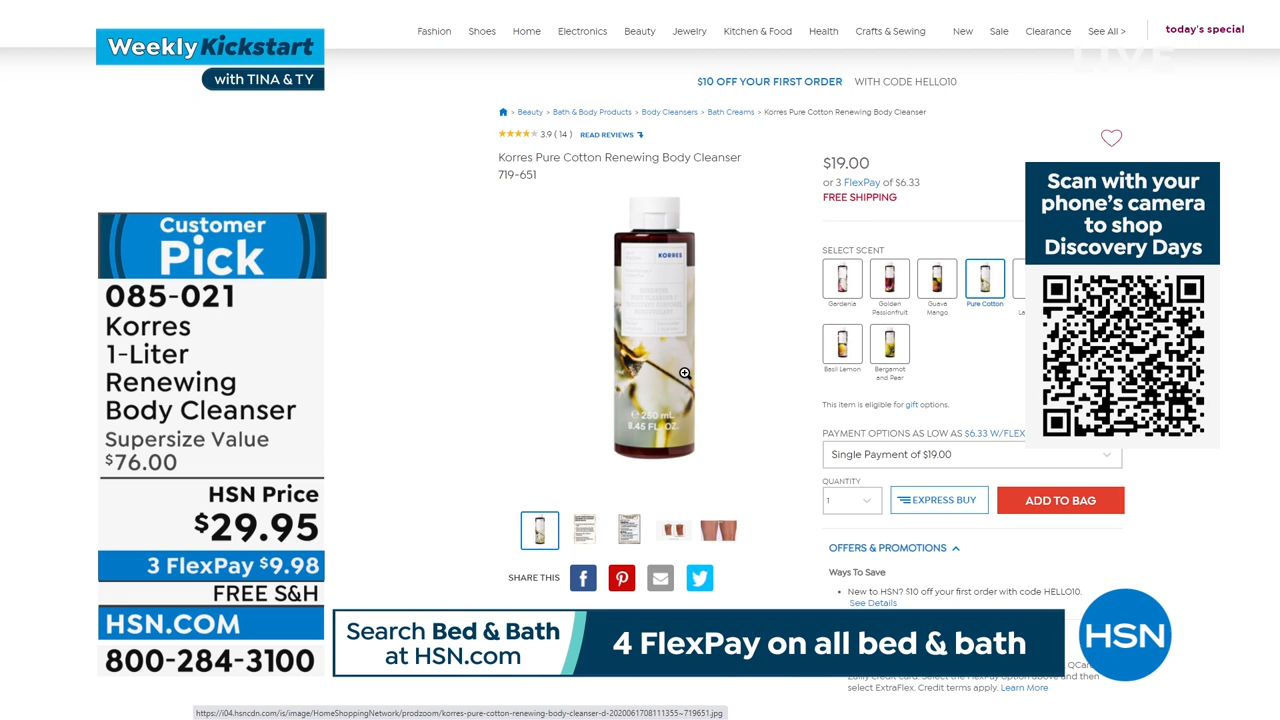 Weekly Kickstart
with TINA & TY
Fashion Shoes Home Electronics Beauty Jewelry Kitchen & Food Health Crafts & Sewing New Sale Clearance See All > today's special
LIVE
$10 OFF YOUR FIRST ORDER WITH CODE HELLO10
> Beauty > Bath & Body Products > Body Cleansers > Bath Creams > Korres Pure Cotton Renewing Body Cleanser
3.9 ( 14 ) READ REVIEWS
Korres Pure Cotton Renewing Body Cleanser
719-651
KORRES
250 mL
8.45 FL. OZ.
SHARE THIS
$19.00
or 3 FlexPay of $6.33
FREE SHIPPING
SELECT SCENT
Gardenia
Golden Passionfruit
Guava Mango
Pure Cotton
La
Basil Lemon
Bergamot and Pear
This item is eligible for gift options.
PAYMENT OPTIONS AS LOW AS $6.33 W/FLEX
Single Payment of $19.00
QUANTITY
1
EXPRESS BUY
ADD TO BAG
OFFERS & PROMOTIONS
Ways To Save
• New to HSN? $10 off your first order with code HELLO10.
See Details
QCar
select ExtraFlex. Credit terms apply. Learn More
Scan with your
phone's camera
to shop
Discovery Days
Customer
Pick
085-021
Korres
1-Liter
Renewing
Body Cleanser
Supersize Value
$76.00
HSN Price
$29.95
3 FlexPay $9.98
FREE S&H
HSN.COM
800-284-3100
Search Bed & Bath
at HSN.com
4 FlexPay on all bed & bath
HSN
https://i04.hsncdn.com/is/image/HomeShoppingNetwork/prodzoom/korres-pure-cotton-renewing-body-cleanser-d-2020061708111355~719651.jpg